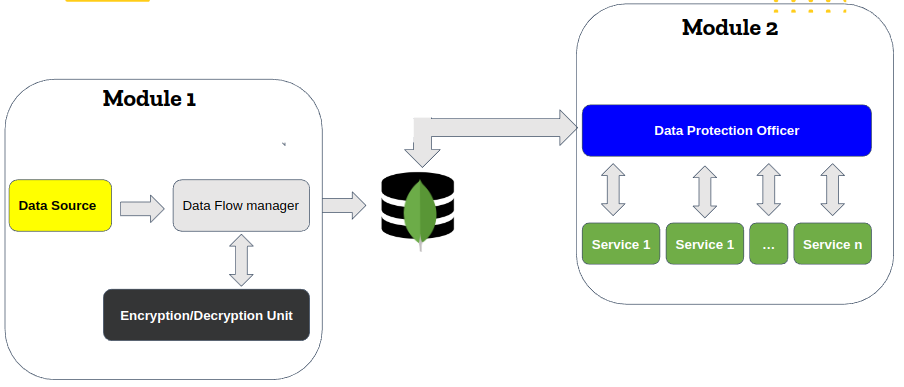 Module 2
Module 1
Data Protection Officer
Data Source
Data Flow manager
Service 1
Service 1
...
Service n
Encryption/Decryption Unit